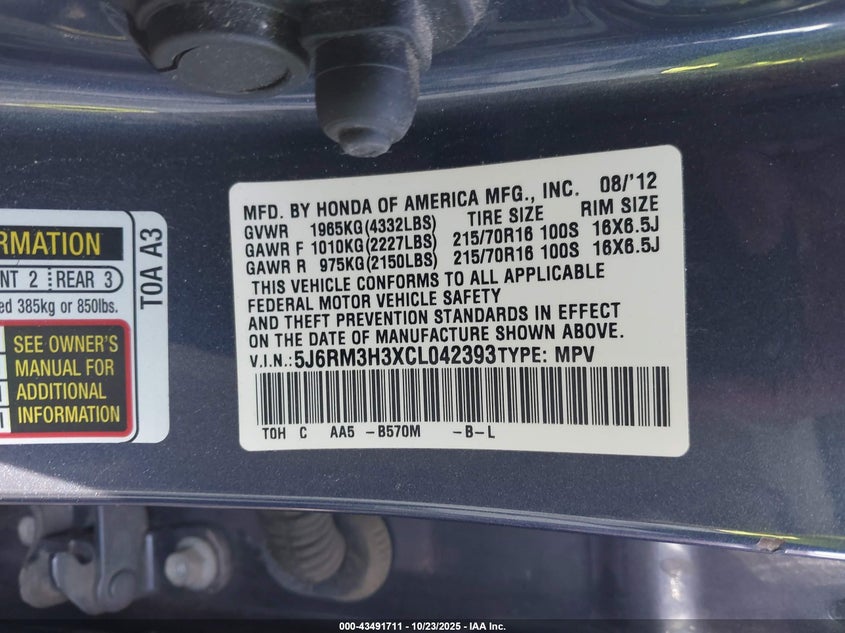 MFD. BY HONDA OF AMERICA MFG., INC. 08/'12
GVWR 1965KG(4332LBS) TIRE SIZE RIM SIZE
GAWR F 1010KG(2227LBS) 215/70R16 100S 16X6.5J
GAWR R 975KG(2150LBS) 215/70R16 100S 16X6.5J
THIS VEHICLE CONFORMS TO ALL APPLICABLE
FEDERAL MOTOR VEHICLE SAFETY
AND THEFT PREVENTION STANDARDS IN EFFECT
ON THE DATE OF MANUFACTURE SHOWN ABOVE.
V.I.N.: 5J6RM3H3XCL042393 TYPE: MPV
TOH C AA5 -B570M -B-L
RMATION
NT 2 REAR 3
ed 385kg or 850lbs.
SEE OWNER'S
MANUAL FOR
ADDITIONAL
INFORMATION
TOA A3
000-43491711 - 10/23/2025 - IAA Inc.